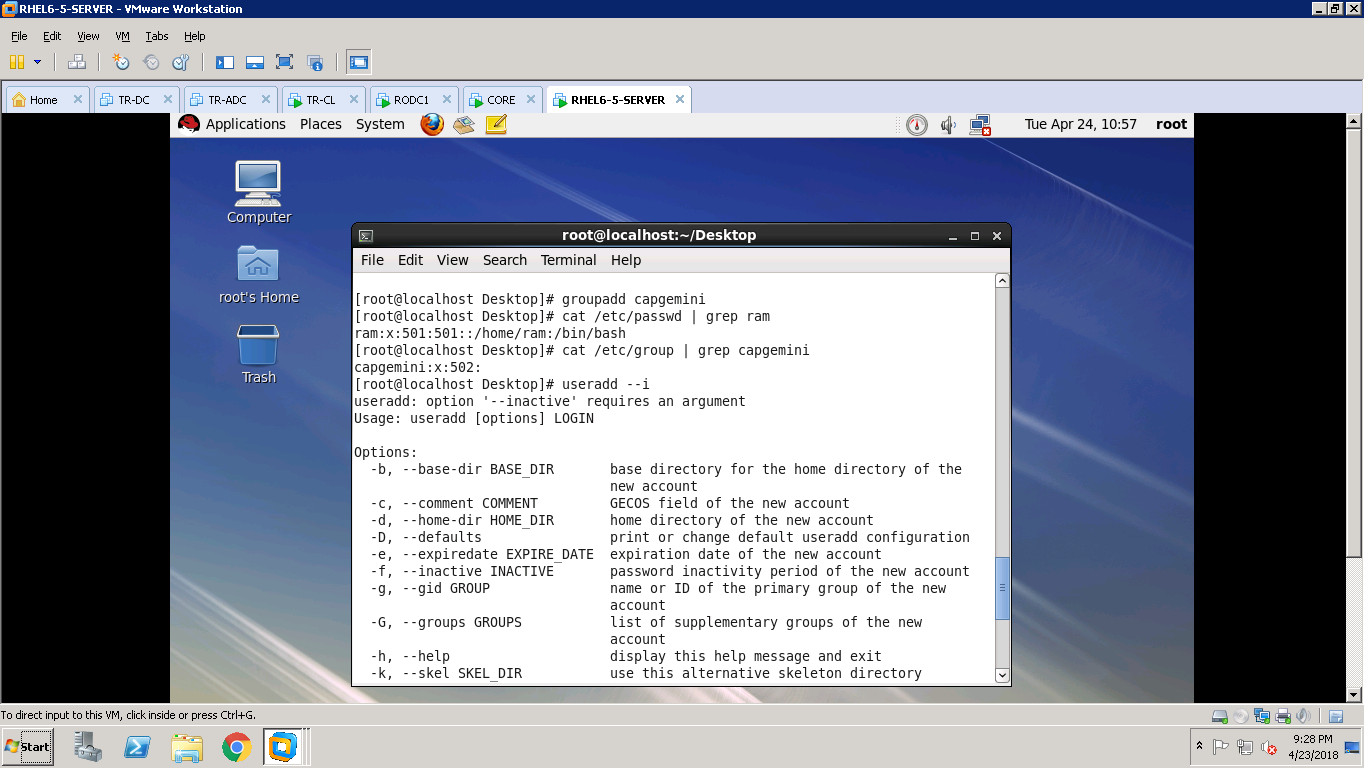 RHEL6-5-SERVER - VMware Workstation
File Edit View VM Tabs Help
Home TR-DC TR-ADC TR-CL RODC1 CORE RHEL6-5-SERVER
Applications Places System Tue Apr 24, 10:57 root
Computer
root's Home
Trash
root@localhost:~/Desktop
File Edit View Search Terminal Help
[root@localhost Desktop]# groupadd capgemini
[root@localhost Desktop]# cat /etc/passwd | grep ram
ram:x:501:501::/home/ram:/bin/bash
[root@localhost Desktop]# cat /etc/group | grep capgemini
capgemini:x:502:
[root@localhost Desktop]# useradd --i
useradd: option '--inactive' requires an argument
Usage: useradd [options] LOGIN
Options:
-b, --base-dir BASE_DIR base directory for the home directory of the
new account
-c, --comment COMMENT GECOS field of the new account
-d, --home-dir HOME_DIR home directory of the new account
-D, --defaults print or change default useradd configuration
-e, --expiredate EXPIRE_DATE expiration date of the new account
-f, --inactive INACTIVE password inactivity period of the new account
-g, --gid GROUP name or ID of the primary group of the new
account
-G, --groups GROUPS list of supplementary groups of the new
account
-h, --help display this help message and exit
-k, --skel SKEL_DIR use this alternative skeleton directory
To direct input to this VM, click inside or press Ctrl+G.
Start
9:28 PM
4/23/2018